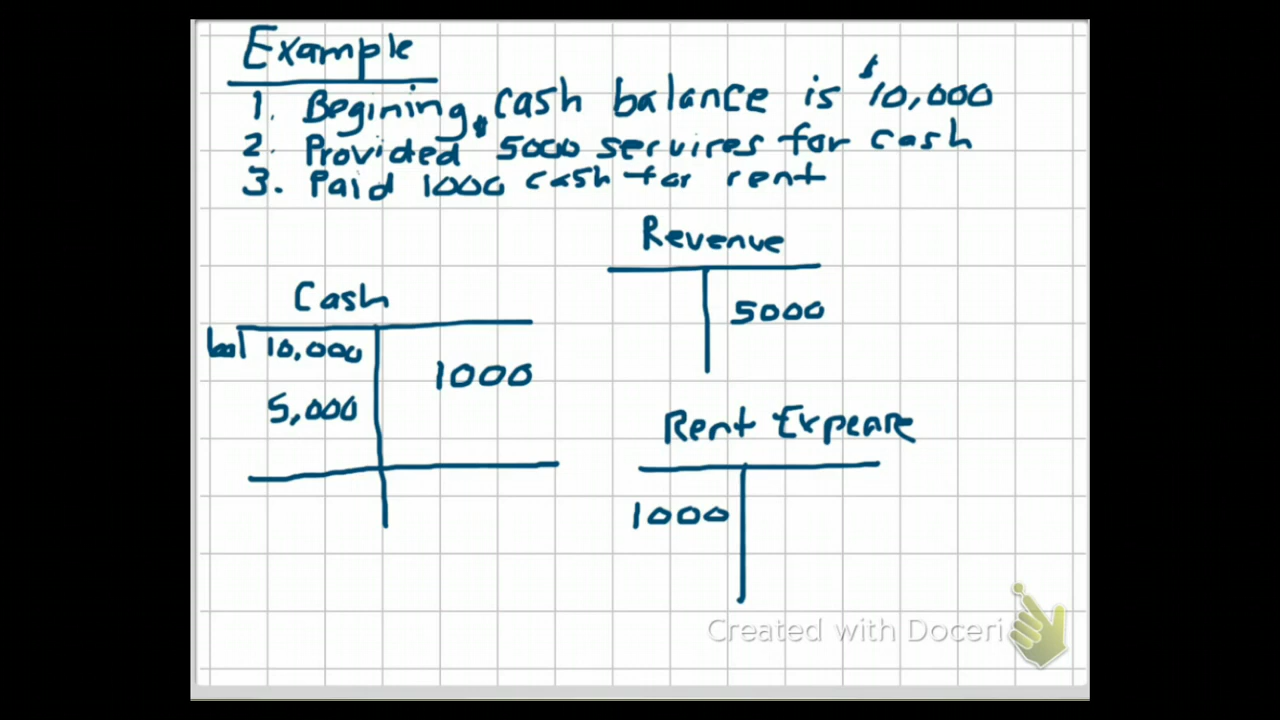 Example
1. Begining cash balance is $10,000
2. Provided $5000 services for cash
3. Paid 1000 cash for rent
Revenue
5000
Cash
bal 10,000
1000
5,000
Rent Expense
1000
Created with Doceri